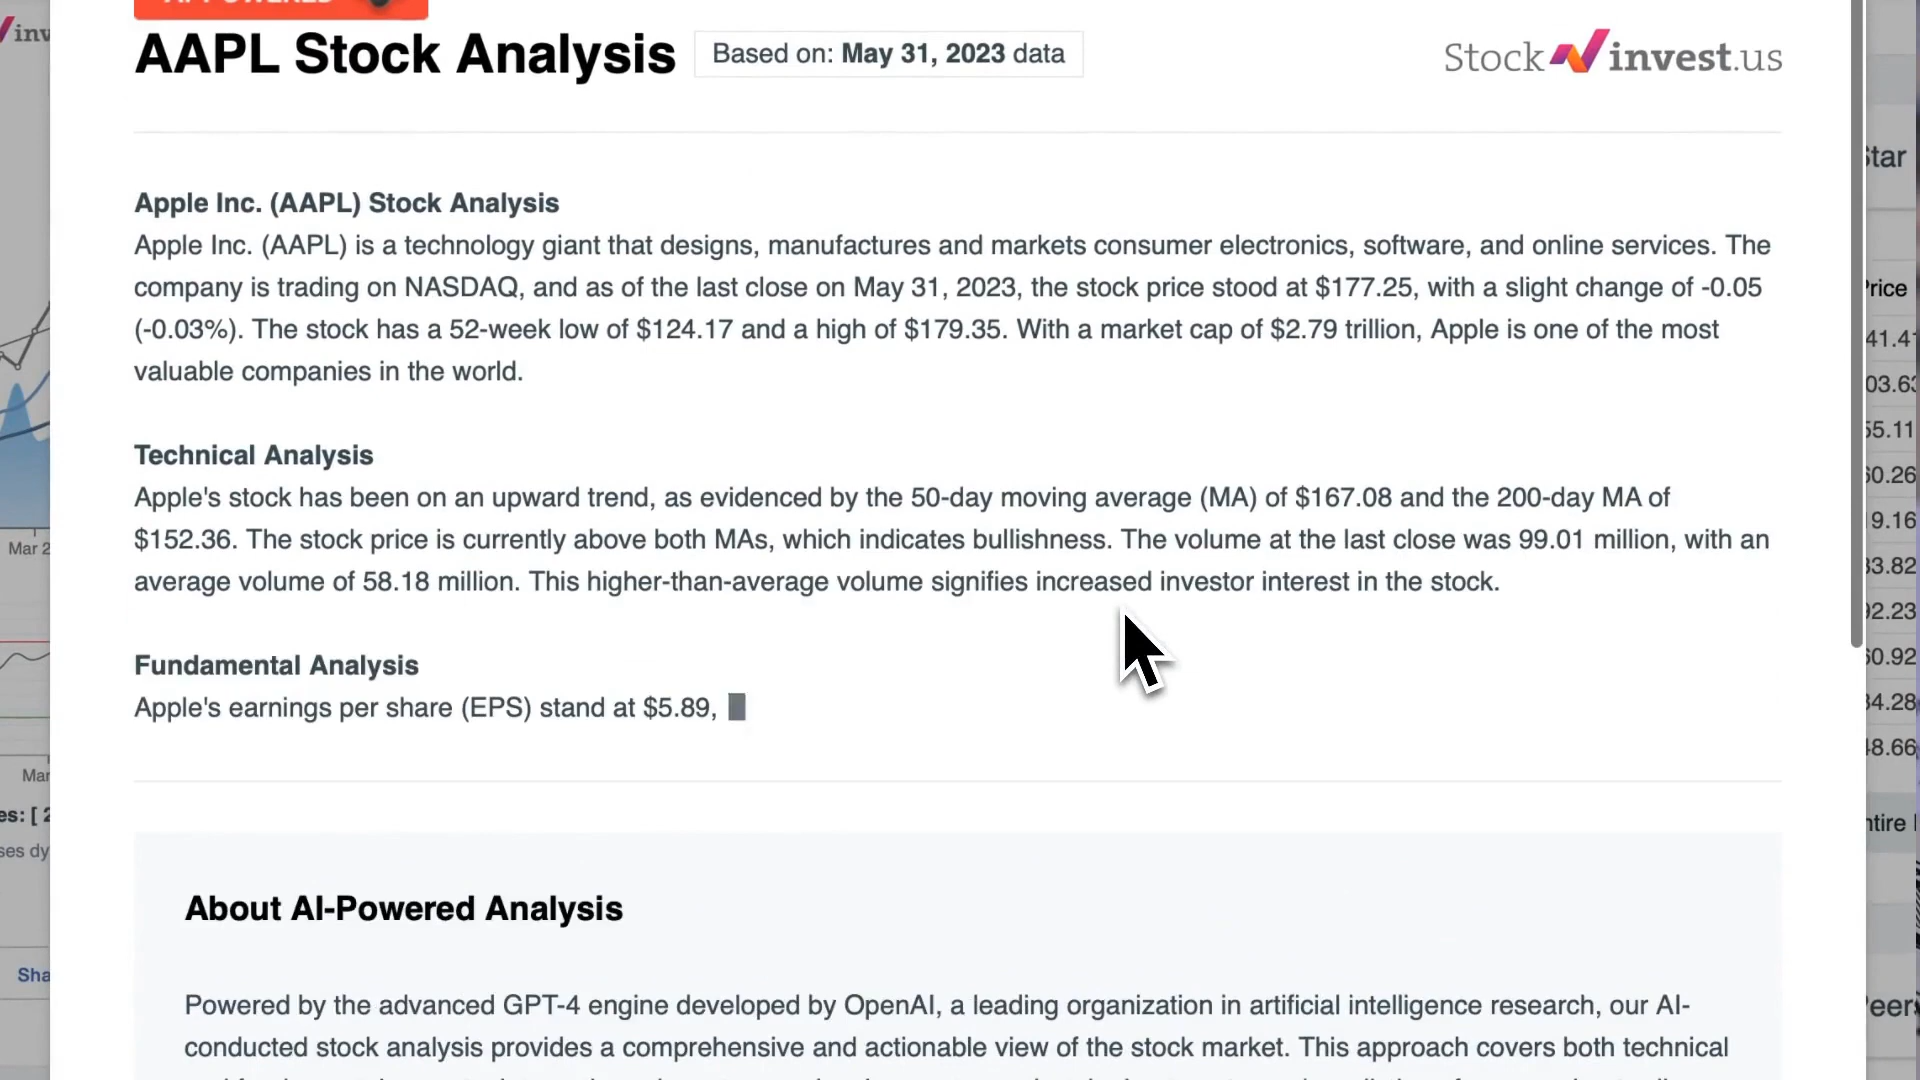 AAPL Stock Analysis
Based on: May 31, 2023 data
Stock invest.us
Apple Inc. (AAPL) Stock Analysis
Apple Inc. (AAPL) is a technology giant that designs, manufactures and markets consumer electronics, software, and online services. The
company is trading on NASDAQ, and as of the last close on May 31, 2023, the stock price stood at $177.25, with a slight change of -0.05
(-0.03%). The stock has a 52-week low of $124.17 and a high of $179.35. With a market cap of $2.79 trillion, Apple is one of the most
valuable companies in the world.
Technical Analysis
Apple's stock has been on an upward trend, as evidenced by the 50-day moving average (MA) of $167.08 and the 200-day MA of
$152.36. The stock price is currently above both MAs, which indicates bullishness. The volume at the last close was 99.01 million, with an
average volume of 58.18 million. This higher-than-average volume signifies increased investor interest in the stock.
Fundamental Analysis
Apple's earnings per share (EPS) stand at $5.89,
About AI-Powered Analysis
Powered by the advanced GPT-4 engine developed by OpenAI, a leading organization in artificial intelligence research, our AI-
conducted stock analysis provides a comprehensive and actionable view of the stock market. This approach covers both technical